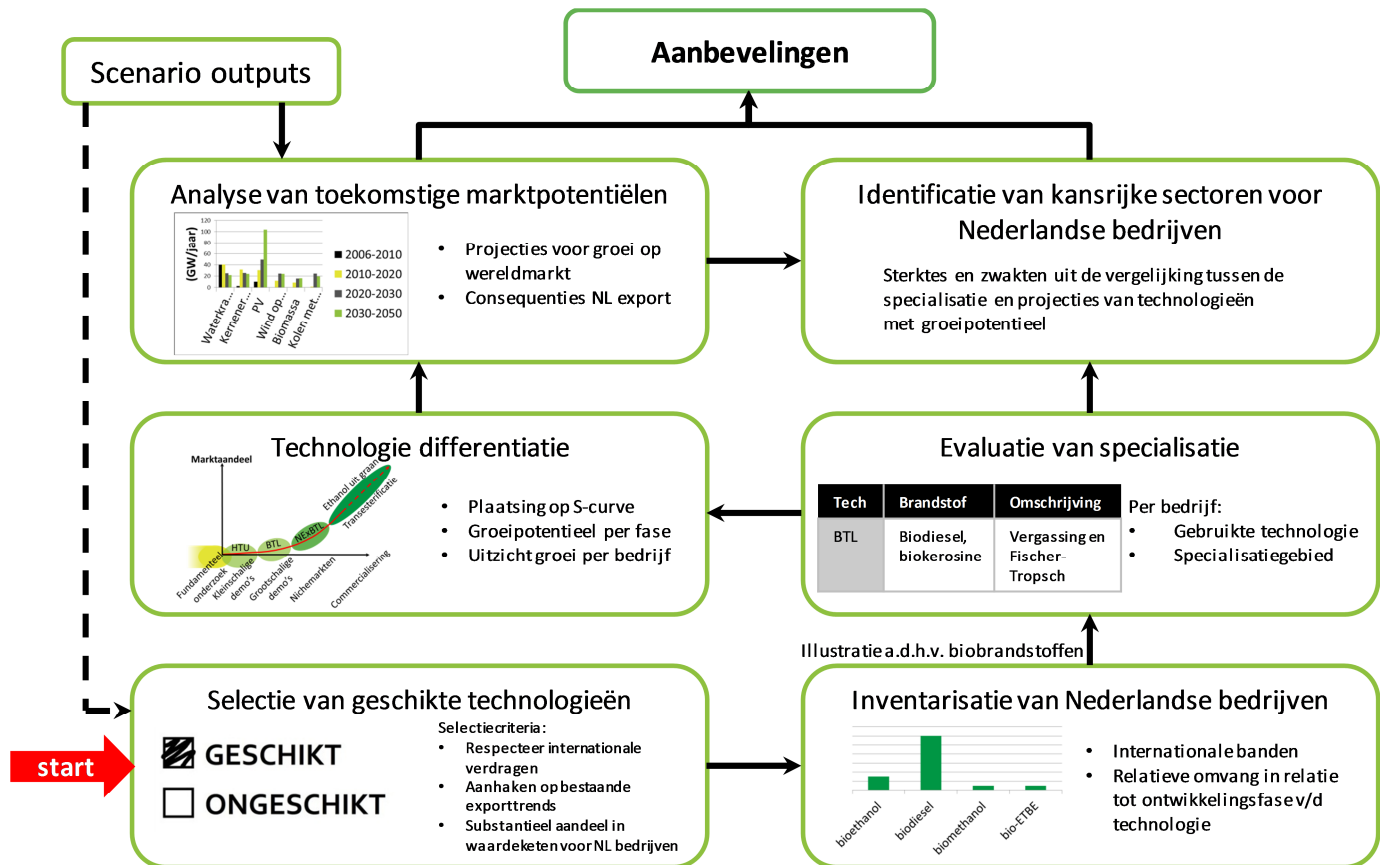 Scenario outputs
Aanbevelingen
Analyse van toekomstige marktpotentiëlen
(GW/jaar)
120
100
80
60
40
20
0
Waterkra...
Kernener...
PV
Wind op...
Biomassa
Kolen met...
2006-2010
2010-2020
2020-2030
2030-2050
• Projecties voor groei op
wereldmarkt
• Consequenties NL export
Identificatie van kansrijke sectoren voor
Nederlandse bedrijven
Sterktes en zwakten uit de vergelijking tussen de
specialisatie en projecties van technologieën
met groeipotentieel
Technologie differentiatie
Marktaandeel
HTU
BTL
NExBTL
Ethanol uit graan
Transesterificatie
Fundamenteel
onderzoek
Kleinschalige
demo's
Grootschalige
demo's
Nichemarkten
Commercialisering
• Plaatsing op S-curve
• Groeipotentieel per fase
• Uitzicht groei per bedrijf
Evaluatie van specialisatie
Tech Brandstof Omschrijving
BTL Biodiesel, Vergassing en
biokerosine Fischer-
Tropsch
Per bedrijf:
• Gebruikte technologie
• Specialisatiegebied
Illustratie a.d.h.v. biobrandstoffen
start
Selectie van geschikte technologieën
GESCHIKT
ONGESCHIKT
Selectiecriteria:
• Respecteer internationale
verdragen
• Aanhaken op bestaande
exporttrends
• Substantieel aandeel in
waardeketen voor NL bedrijven
Inventarisatie van Nederlandse bedrijven
bioethanol
biodiesel
biomethanol
bio-ETBE
• Internationale banden
• Relatieve omvang in relatie
tot ontwikkelingsfase v/d
technologie